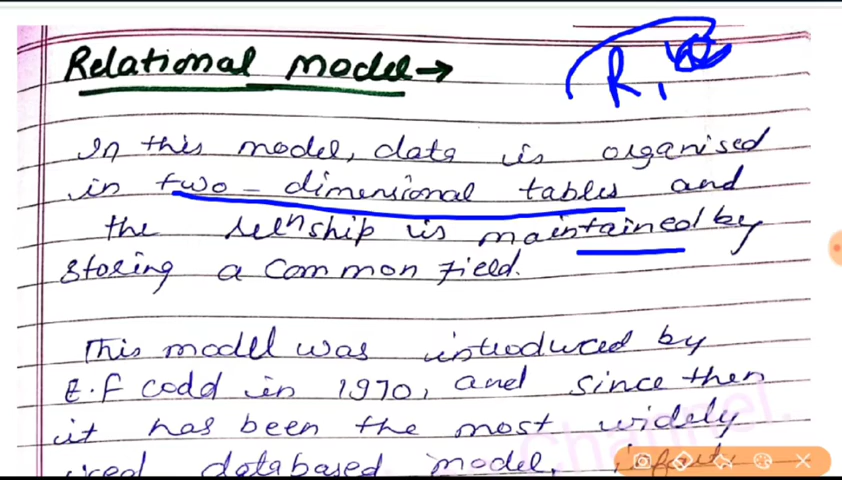 Relational model →
R,
In this model, data is organised
in two-dimensional tables and
the relnship is maintained by
storing a common field.
This model was introduced by
E.F codd in 1970, and since then
it has been the most widely
used databased model,
Channel.